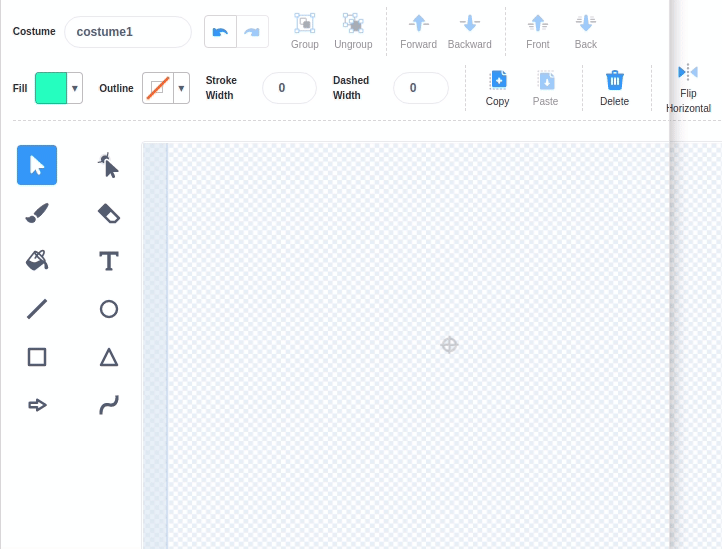 Costume costume1
Group Ungroup Forward Backward Front Back
Fill Outline Stroke Width 0 Dashed Width 0
Copy Paste Delete Flip Horizontal